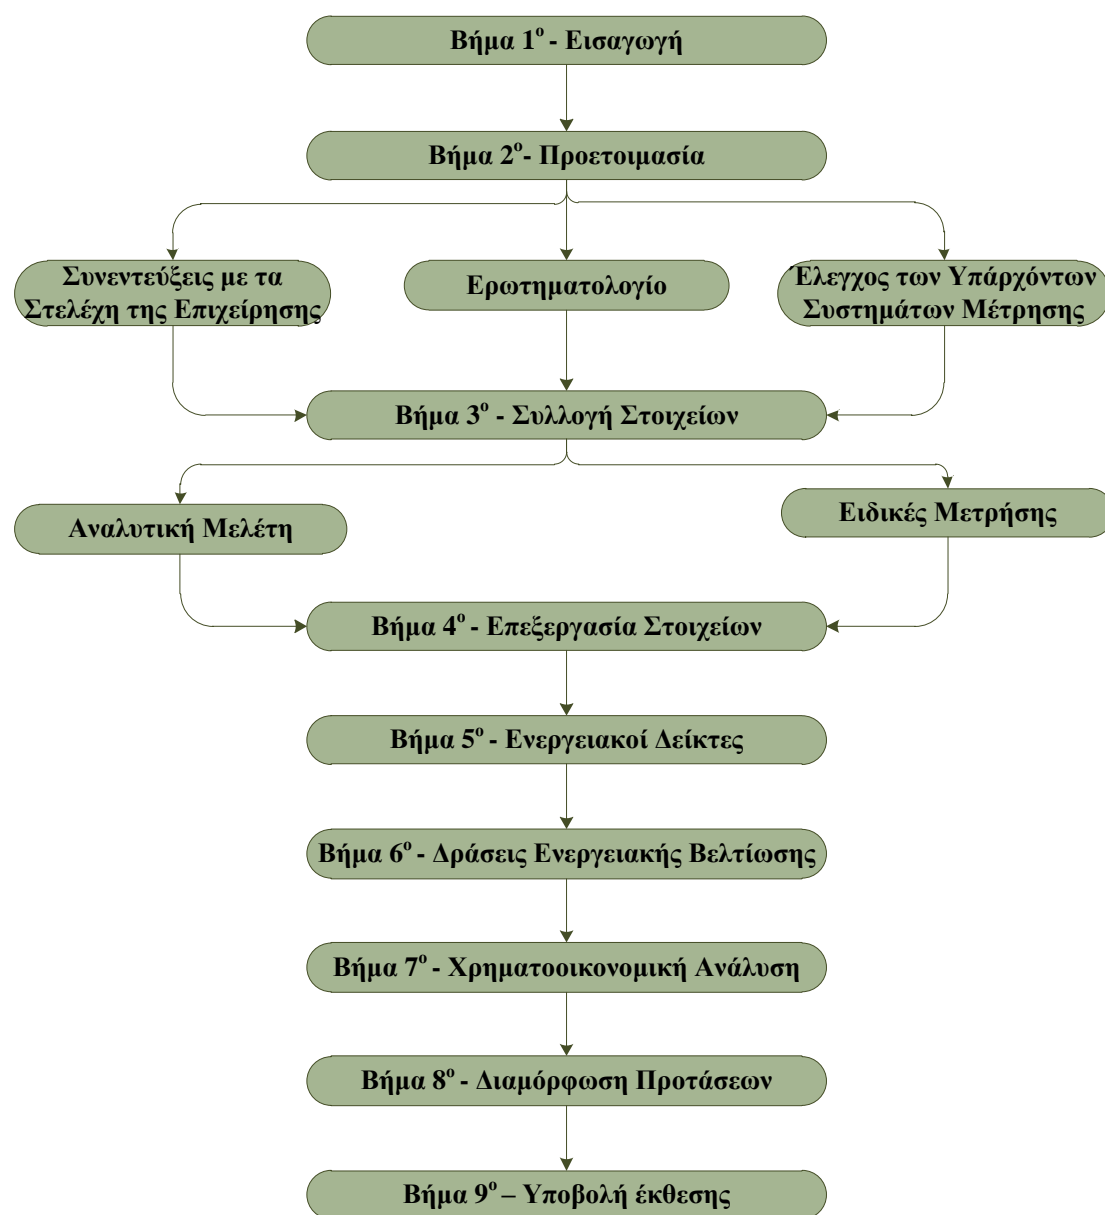 Βήμα 1ο - Εισαγωγή
Βήμα 2ο- Προετοιμασία
Συνεντεύξεις με τα
Στελέχη της Επιχείρησης
Ερωτηματολογίο
Έλεγχος των Υπάρχόντων
Συστημάτων Μέτρησης
Βήμα 3ο - Συλλογή Στοιχείων
Αναλυτική Μελέτη
Ειδικές Μετρήσης
Βήμα 4ο - Επεξεργασία Στοιχείων
Βήμα 5ο - Ενεργειακοί Δείκτες
Βήμα 6ο - Δράσεις Ενεργειακής Βελτίωσης
Βήμα 7ο - Χρηματοοικονομική Ανάλυση
Βήμα 8ο - Διαμόρφωση Προτάσεων
Βήμα 9ο – Υποβολή έκθεσης